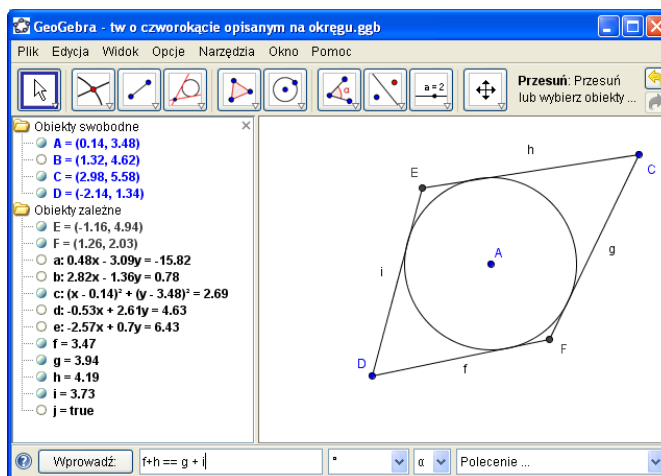 GeoGebra - tw o czworokącie opisanym na okręgu.ggb
Plik Edycja Widok Opcje Narzędzia Okno Pomoc
α
a = 2
Przesuń: Przesuń
lub wybierz obiekty ...
Obiekty swobodne
A = (0.14, 3.48)
B = (1.32, 4.62)
C = (2.98, 5.58)
D = (-2.14, 1.34)
Obiekty zależne
E = (-1.16, 4.94)
F = (1.26, 2.03)
a: 0.48x - 3.09y = -15.82
b: 2.82x - 1.36y = 0.78
c: (x - 0.14)² + (y - 3.48)² = 2.69
d: -0.53x + 2.61y = 4.63
e: -2.57x + 0.7y = 6.43
f = 3.47
g = 3.94
h = 4.19
i = 3.73
j = true
h
E
C
g
A
i
F
D
f
Wprowadź: f+h == g + i ° α Polecenie ...